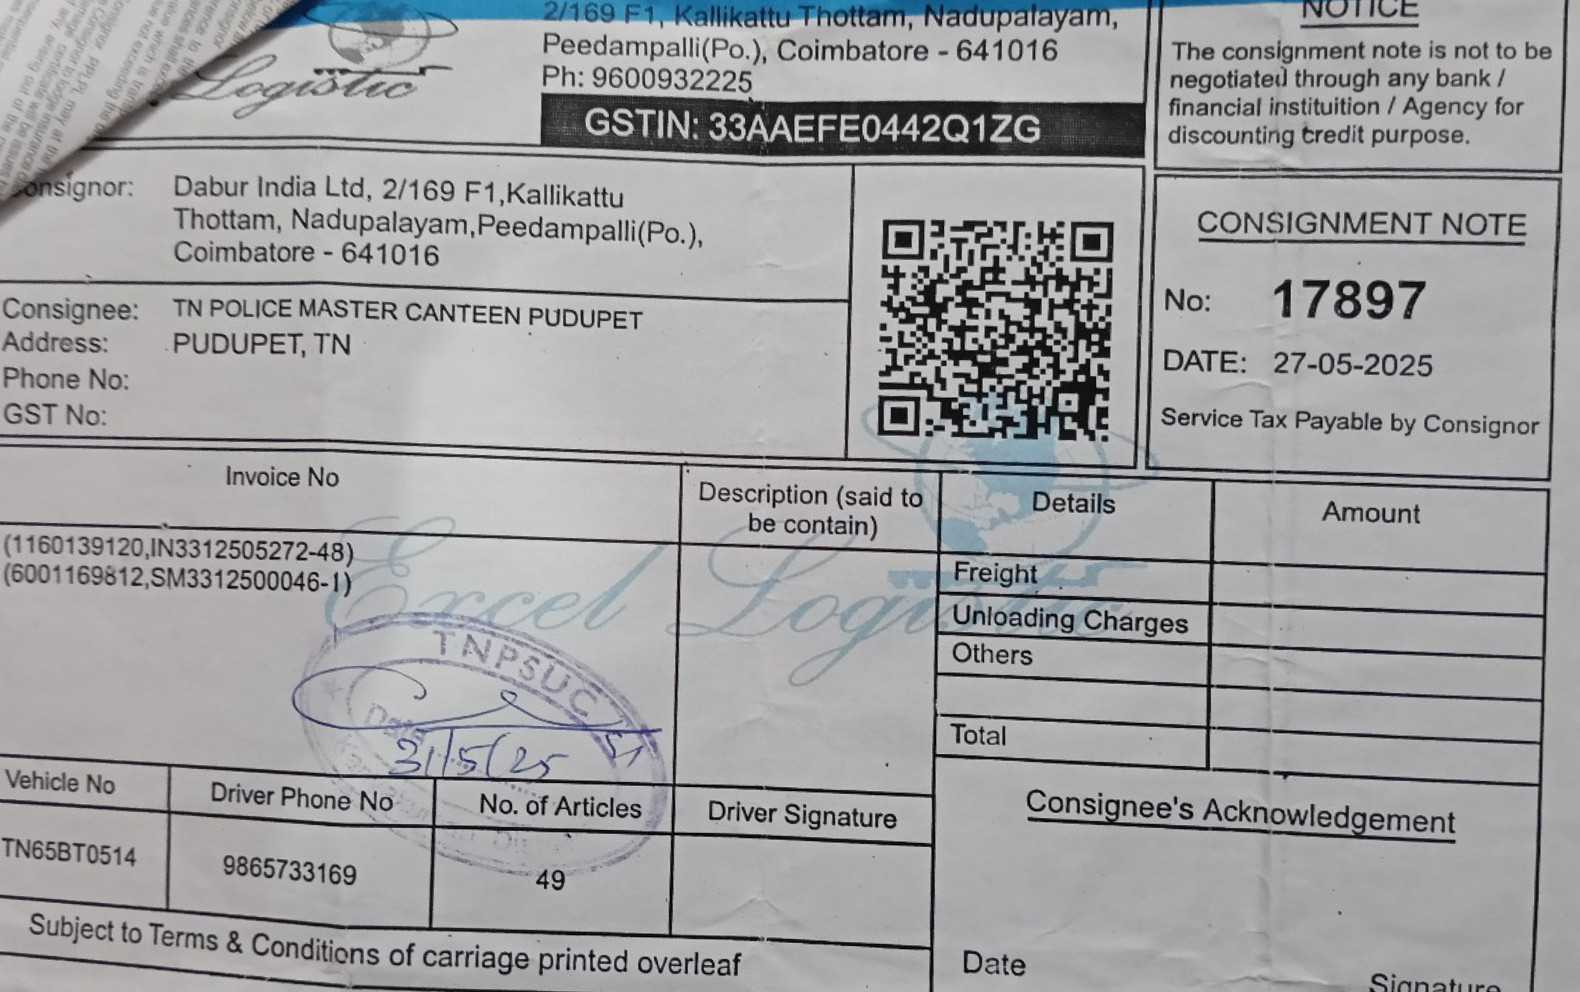 2/169 F1, Kallikattu Thottam, Nadupalayam,
Peedampalli(Po.), Coimbatore - 641016
Ph: 9600932225
GSTIN: 33AAEFE0442Q1ZG
Logistic
NOTICE
The consignment note is not to be
negotiated through any bank /
financial instituition / Agency for
discounting credit purpose.
Consignor: Dabur India Ltd, 2/169 F1,Kallikattu
Thottam, Nadupalayam,Peedampalli(Po.),
Coimbatore - 641016
CONSIGNMENT NOTE
No: 17897
DATE: 27-05-2025
Service Tax Payable by Consignor
Consignee: TN POLICE MASTER CANTEEN PUDUPET
Address: PUDUPET, TN
Phone No:
GST No:
Invoice No
Description (said to
be contain)
Details
Amount
(1160139120,IN3312505272-48)
(6001169812,SM3312500046-1)
Excel Logistic
Freight
Unloading Charges
Others
Total
TNPSUC
Date
31/5/25
Vehicle No
Driver Phone No
No. of Articles
Driver Signature
TN65BT0514
9865733169
49
Consignee's Acknowledgement
Subject to Terms & Conditions of carriage printed overleaf
Date
Signature